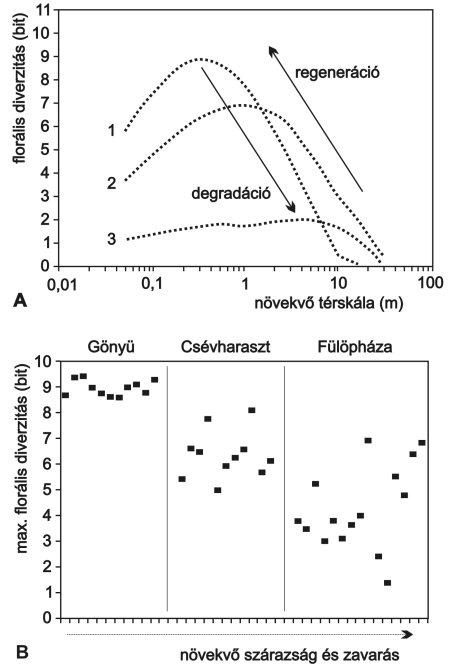 florális diverzitás (bit)
11
10
9
8
7
6
5
4
3
2
1
0
1
2
3
regeneráció
degradáció
0,01
0,1
1
10
100
A
növekvő térskála (m)
Gönyü
Csévharaszt
Fülöpháza
max. florális diverzitás (bit)
10
9
8
7
6
5
4
3
2
1
0
B
növekvő szárazság és zavarás